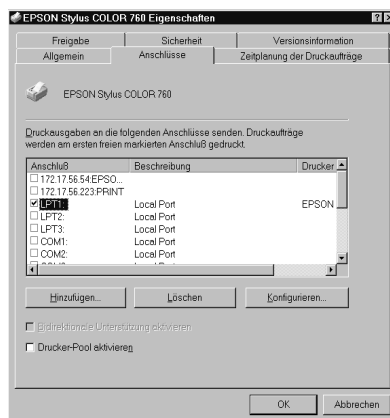 EPSON Stylus COLOR 760 Eigenschaften
Freigabe Sicherheit Versionsinformation
Allgemein Anschlüsse Zeitplanung der Druckaufträge
EPSON Stylus COLOR 760
Druckausgaben an die folgenden Anschlüsse senden. Druckaufträge
werden am ersten freien markierten Anschluß gedruckt.
Anschluß Beschreibung Drucker
172.17.56.54:EPSO...
172.17.56.223:PRINT
LPT1: Local Port EPSON
LPT2: Local Port
LPT3: Local Port
COM1: Local Port
COM2: Local Port
Hinzufügen... Löschen Konfigurieren...
Bidirektionale Unterstützung aktivieren
Drucker-Pool aktivieren
OK Abbrechen